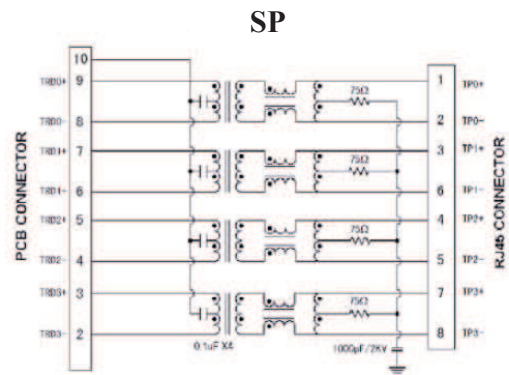 SP
10
TRD0+ 9 75Ω 1 TP0+
TRD0- 8 2 TP0-
TRD1+ 7 75Ω 3 TP1+
TRD1- 6 6 TP1-
TRD2+ 5 75Ω 4 TP2+
TRD2- 4 5 TP2-
TRD3+ 3 75Ω 7 TP3+
TRD3- 2 8 TP3-
0.1uF X4 1000pF/2KV
PCB CONNECTOR
RJ45 CONNECTOR